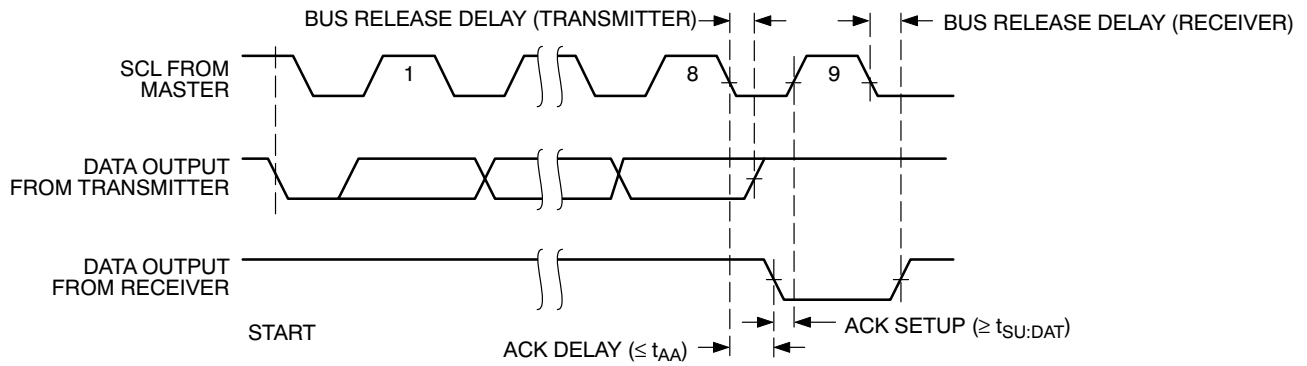 BUS RELEASE DELAY (TRANSMITTER)
BUS RELEASE DELAY (RECEIVER)
SCL FROM
MASTER
1
8
9
DATA OUTPUT
FROM TRANSMITTER
DATA OUTPUT
FROM RECEIVER
START
ACK SETUP (≥ tSU:DAT)
ACK DELAY (≤ tAA)